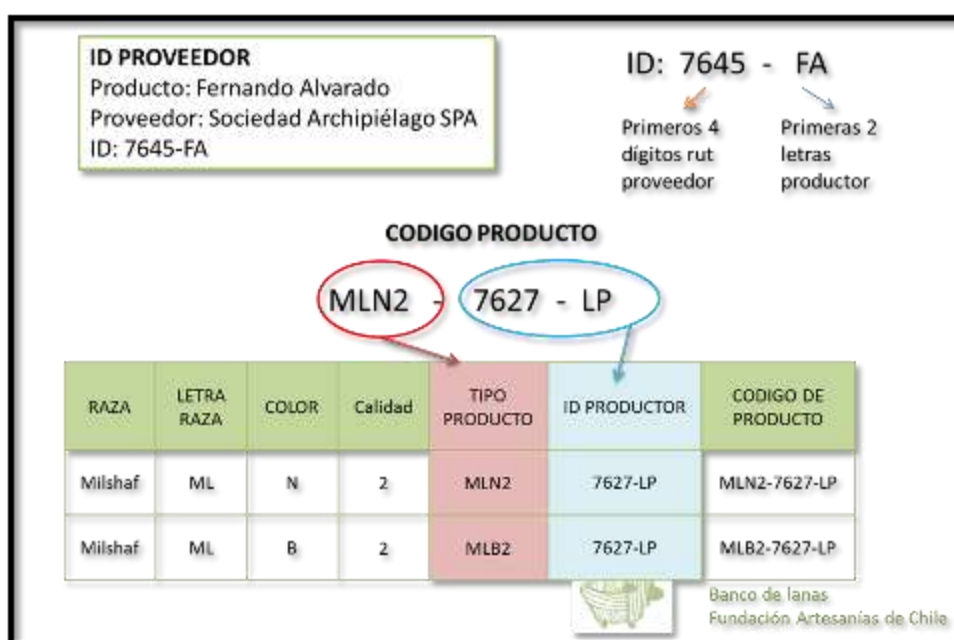 ID PROVEEDOR
Producto: Fernando Alvarado
Proveedor: Sociedad Archipiélago SPA
ID: 7645-FA
ID: 7645 - FA
Primeros 4
dígitos rut
proveedor
Primeras 2
letras
productor
CODIGO PRODUCTO
MLN2 - 7627 - LP
RAZA LETRA RAZA COLOR Calidad TIPO PRODUCTO ID PRODUCTOR CODIGO DE PRODUCTO
Milshaf ML N 2 MLN2 7627-LP MLN2-7627-LP
Milshaf ML B 2 MLB2 7627-LP MLB2-7627-LP
Banco de lanas
Fundación Artesanías de Chile